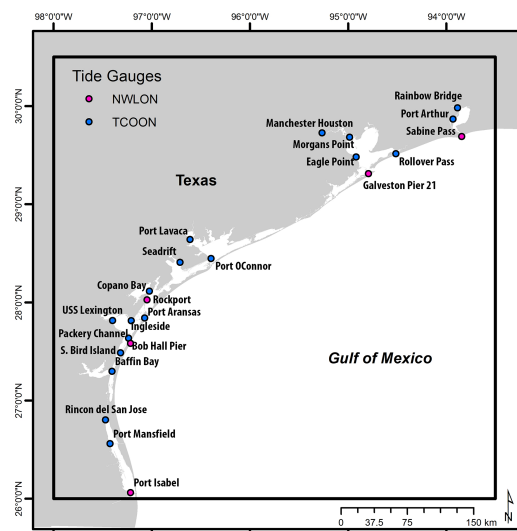 98°0'0"W 97°0'0"W 96°0'0"W 95°0'0"W 94°0'0"W
Tide Gauges
NWLON
TCOON
30°0'0"N
29°0'0"N
28°0'0"N
27°0'0"N
26°0'0"N
Rainbow Bridge
Port Arthur
Sabine Pass
Manchester Houston
Morgans Point
Eagle Point
Rollover Pass
Galveston Pier 21
Texas
Port Lavaca
Seadrift
Port OConnor
Copano Bay
Rockport
USS Lexington
Port Aransas
Ingleside
Packery Channel
Bob Hall Pier
S. Bird Island
Baffin Bay
Gulf of Mexico
Rincon del San Jose
Port Mansfield
Port Isabel
0 37.5 75 150 km
N